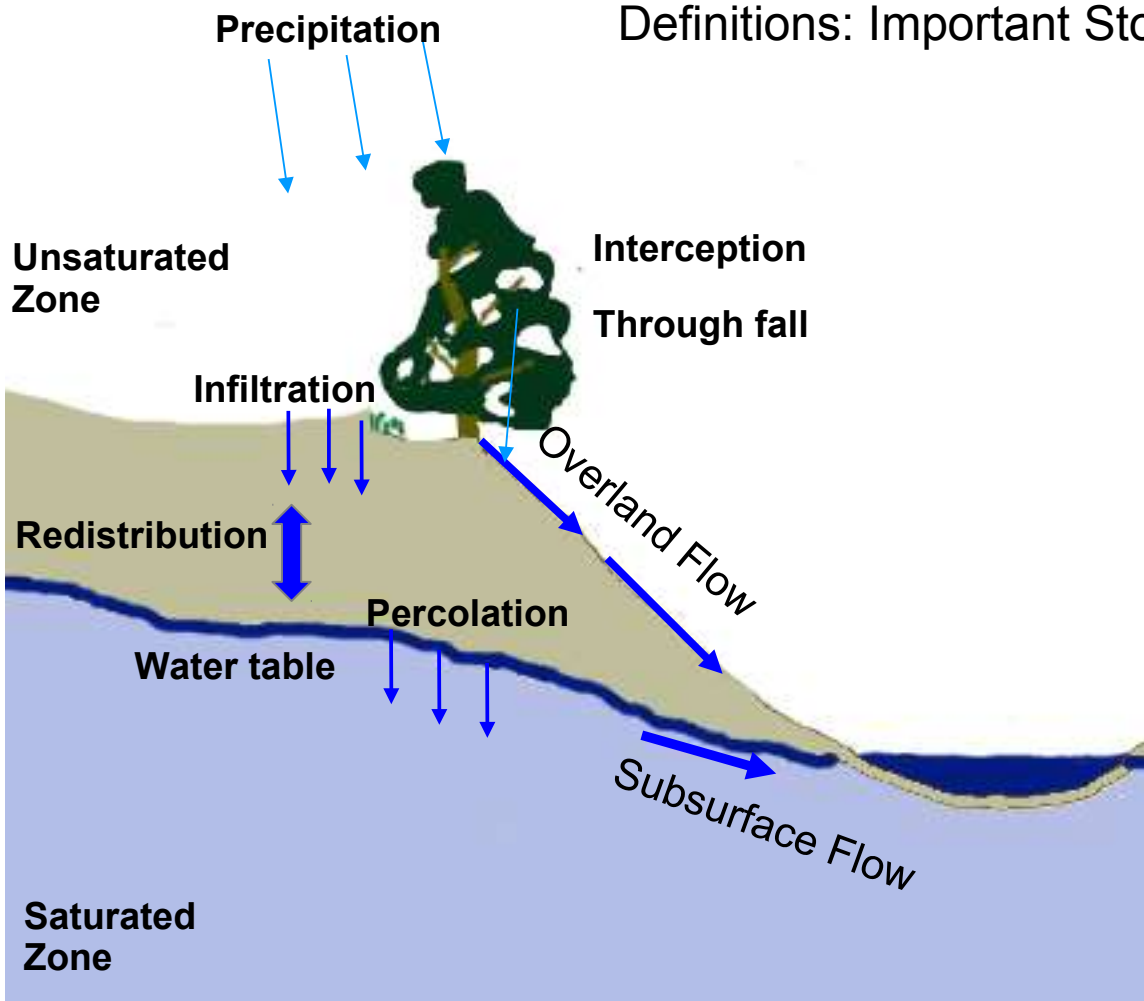 Definitions: Important Sto
Precipitation
Unsaturated
Zone
Interception
Through fall
Infiltration
Overland Flow
Redistribution
Percolation
Water table
Subsurface Flow
Saturated
Zone